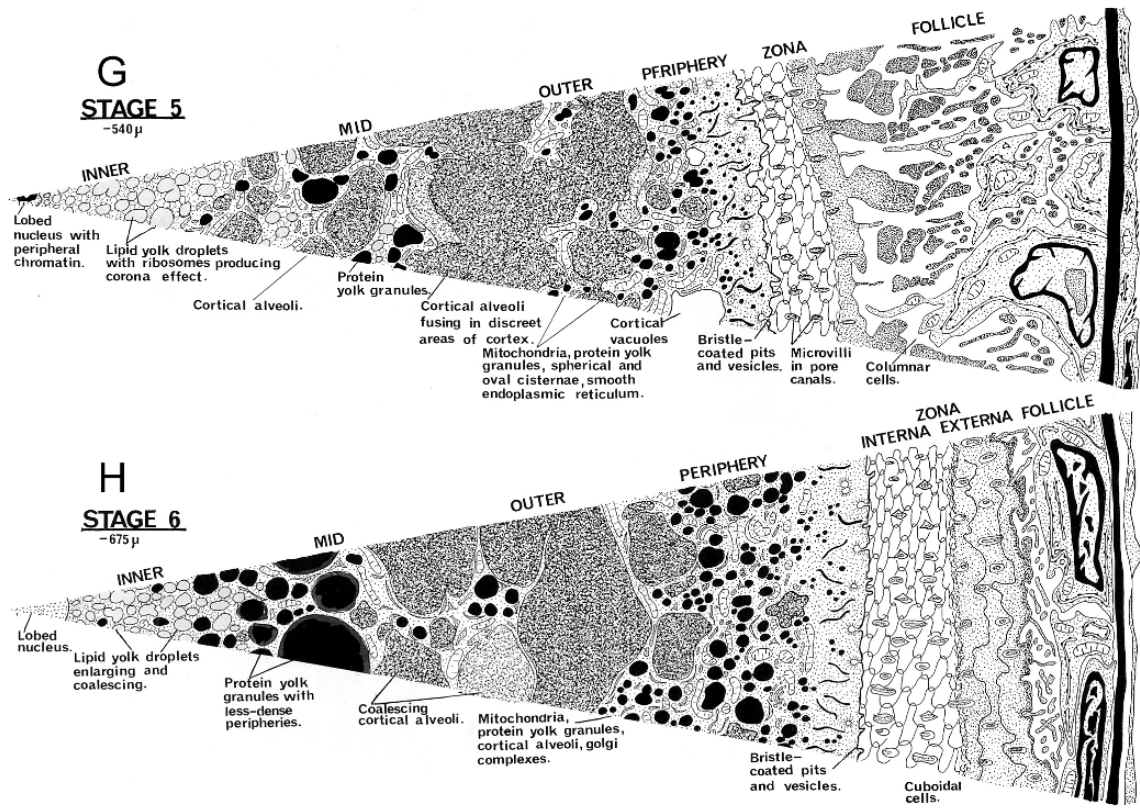 G
STAGE 5
~540 µ
INNER
MID
OUTER
PFRIPHERY
ZONA
FOLLICLE
Lobed
nucleus with
peripheral
chromatin.
Lipid yolk droplets
with ribosomes producing
corona effect.
Cortical alveoli.
Protein
yolk granules.
Cortical alveoli
fusing in discreet
areas of cortex.
Mitochondria, protein yolk
granules, spherical and
oval cisternae, smooth
endoplasmic reticulum.
Cortical
vacuoles
Bristle—
coated pits
and vesicles.
Microvilli
in pore
canals.
Columnar
cells.
H
STAGE 6
~675 µ
INNER
MID
OUTER
PERIPHERY
ZONA
INTERNA EXTERNA FOLLICLE
Lobed
nucleus.
Lipid yolk droplets
enlarging and
coalescing.
Protein yolk
granules with
less-dense
peripheries.
Coalescing
cortical alveoli.
Mitochondria,
protein yolk granules,
cortical alveoli, golgi
complexes.
Bristle—
coated pits
and vesicles.
Cuboidal
cells.